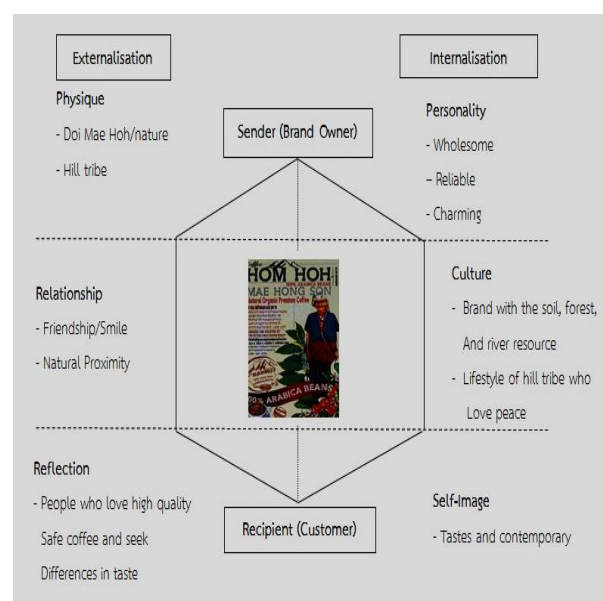 Externalisation
Internalisation
Physique
- Doi Mae Hoh/nature
- Hill tribe
Sender (Brand Owner)
Personality
- Wholesome
– Reliable
- Charming
HOM HOH
100% ARABICA BEANS
MAE HONG SON
Natural Organic Premium Coffee
100% ARABICA BEANS
Relationship
- Friendship/Smile
- Natural Proximity
Culture
- Brand with the soil, forest,
And river resource
- Lifestyle of hill tribe who
Love peace
Reflection
- People who love high quality
Safe coffee and seek
Differences in taste
Recipient (Customer)
Self-Image
- Tastes and contemporary